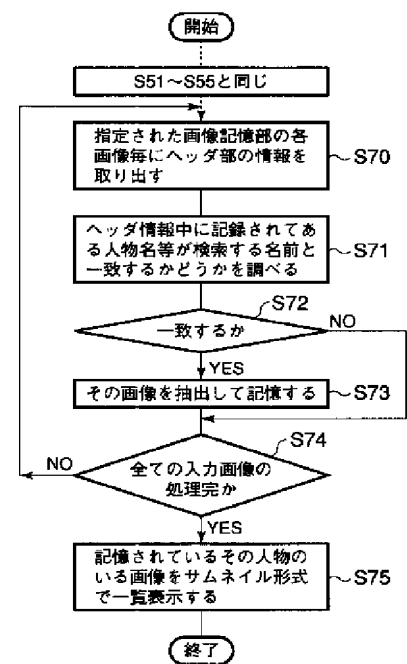 開始
S51～S55と同じ
指定された画像記憶部の各
画像毎にヘッダ部の情報を
取り出す
S70
ヘッダ情報中に記録されてあ
る人物名等が検索する名前と
一致するかどうかを調べる
S71
S72
一致するか
NO
YES
その画像を抽出して記憶する
S73
S74
NO
全ての入力画像の
処理完か
YES
記憶されているその人物の
いる画像をサムネイル形式
で一覧表示する
S75
終了